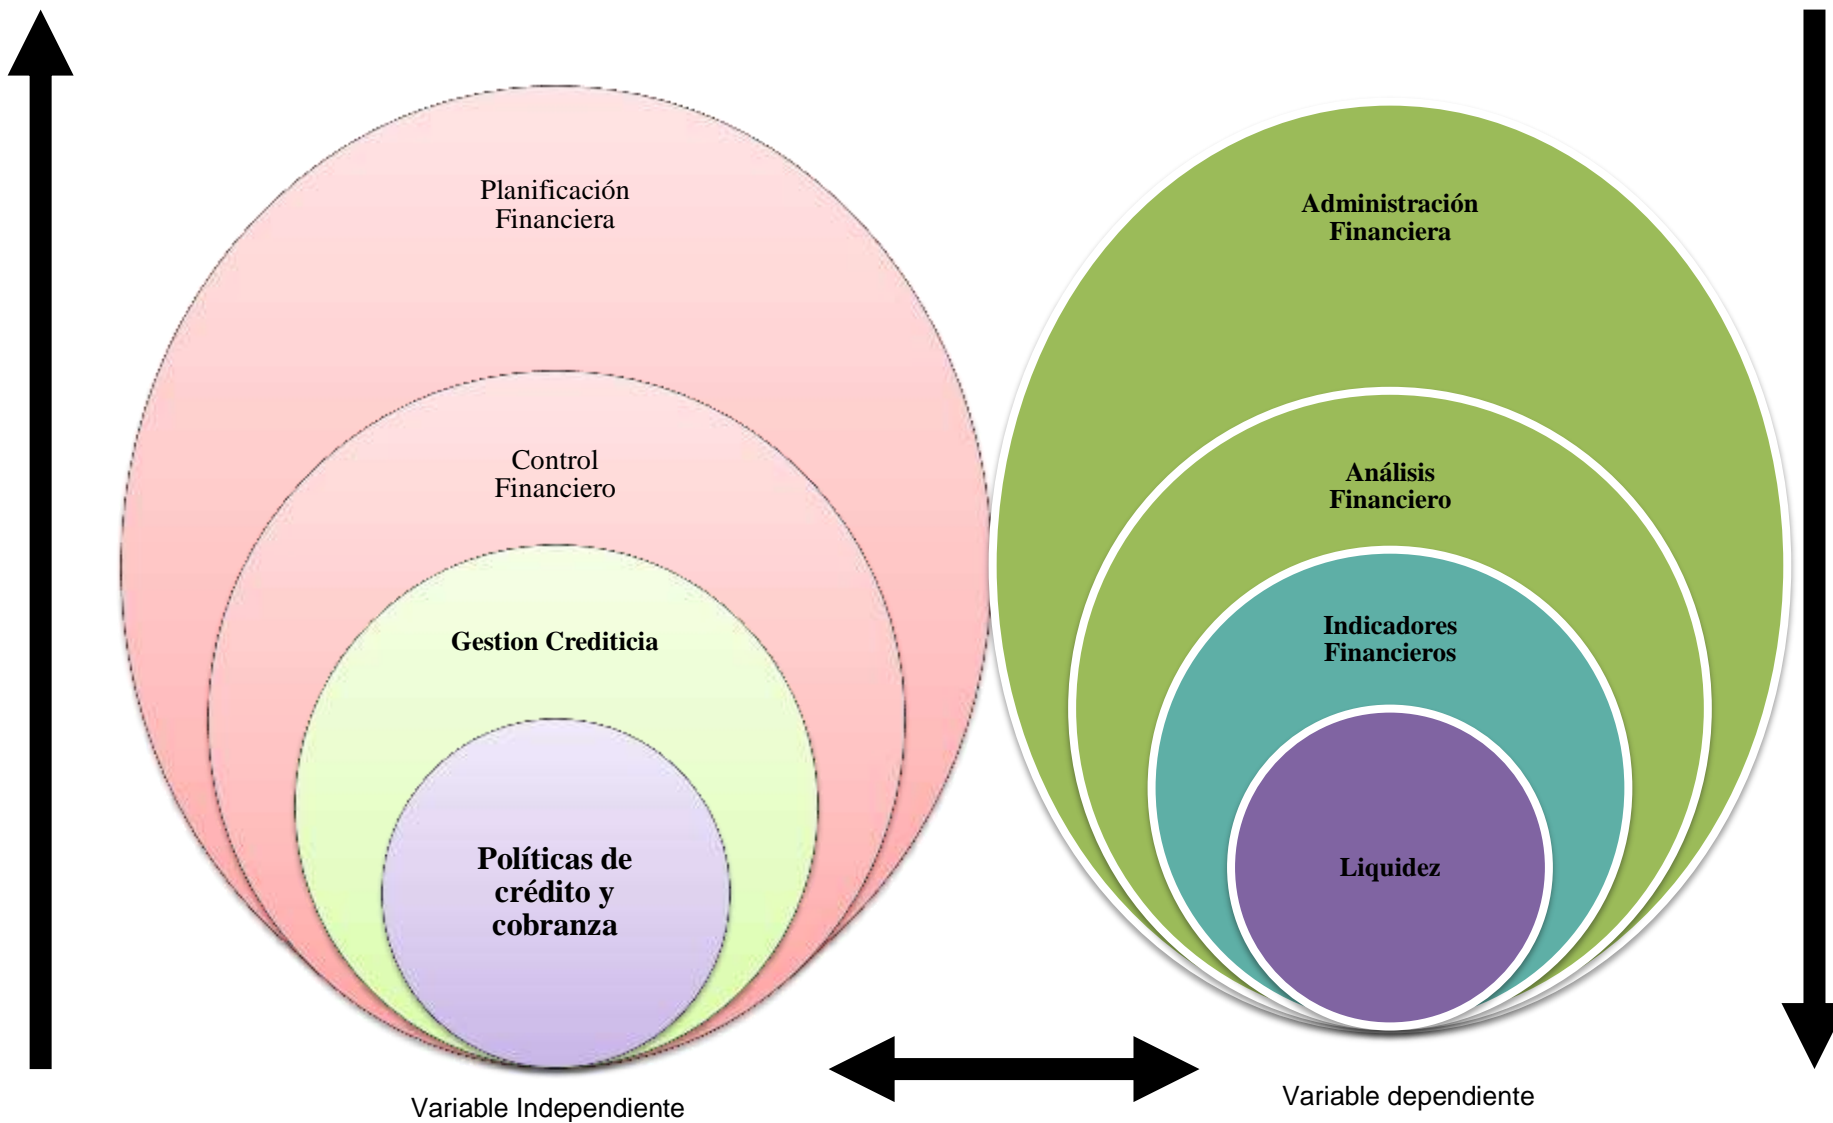 Planificación
Financiera
Control
Financiero
Gestion Crediticia
Políticas de
crédito y
cobranza
Variable Independiente
Administración
Financiera
Análisis
Financiero
Indicadores
Financieros
Liquidez
Variable dependiente